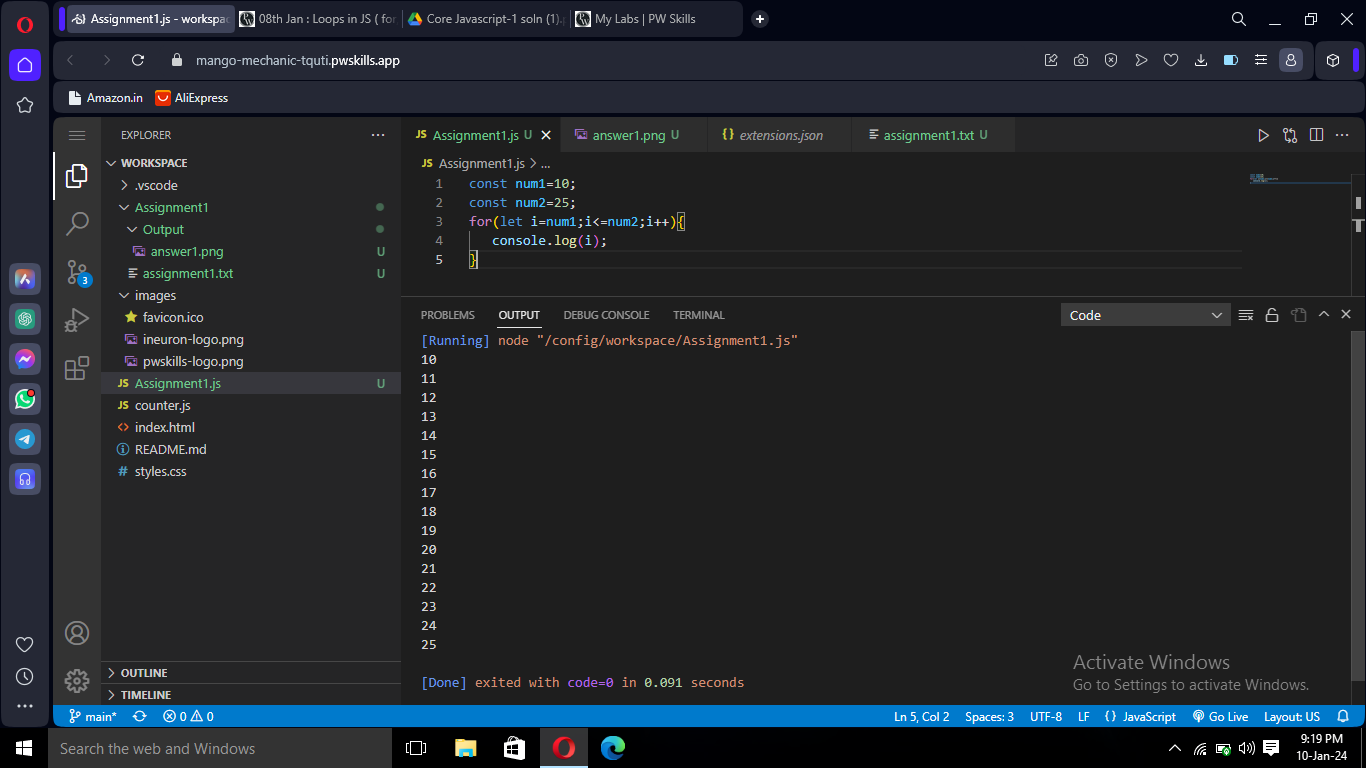 Assignment1.js - workspac
08th Jan : Loops in JS ( for
Core Javascript-1 soln (1).p
My Labs | PW Skills
mango-mechanic-tquti.pwskills.app
Amazon.in
AliExpress
EXPLORER
WORKSPACE
.vscode
Assignment1
Output
answer1.png U
assignment1.txt U
images
favicon.ico
ineuron-logo.png
pwskills-logo.png
JS Assignment1.js U
JS counter.js
<> index.html
README.md
# styles.css
OUTLINE
TIMELINE
3
JS Assignment1.js U
answer1.png U
{} extensions.json
assignment1.txt U
JS Assignment1.js > ...
1 const num1=10;
2 const num2=25;
3 for(let i=num1;i<=num2;i++){
4 console.log(i);
5 }
PROBLEMS OUTPUT DEBUG CONSOLE TERMINAL
Code
[Running] node "/config/workspace/Assignment1.js"
10
11
12
13
14
15
16
17
18
19
20
21
22
23
24
25
[Done] exited with code=0 in 0.091 seconds
Activate Windows
Go to Settings to activate Windows.
main* 0 0 Ln 5, Col 2 Spaces: 3 UTF-8 LF {} JavaScript Go Live Layout: US
Search the web and Windows
9:19 PM
10-Jan-24